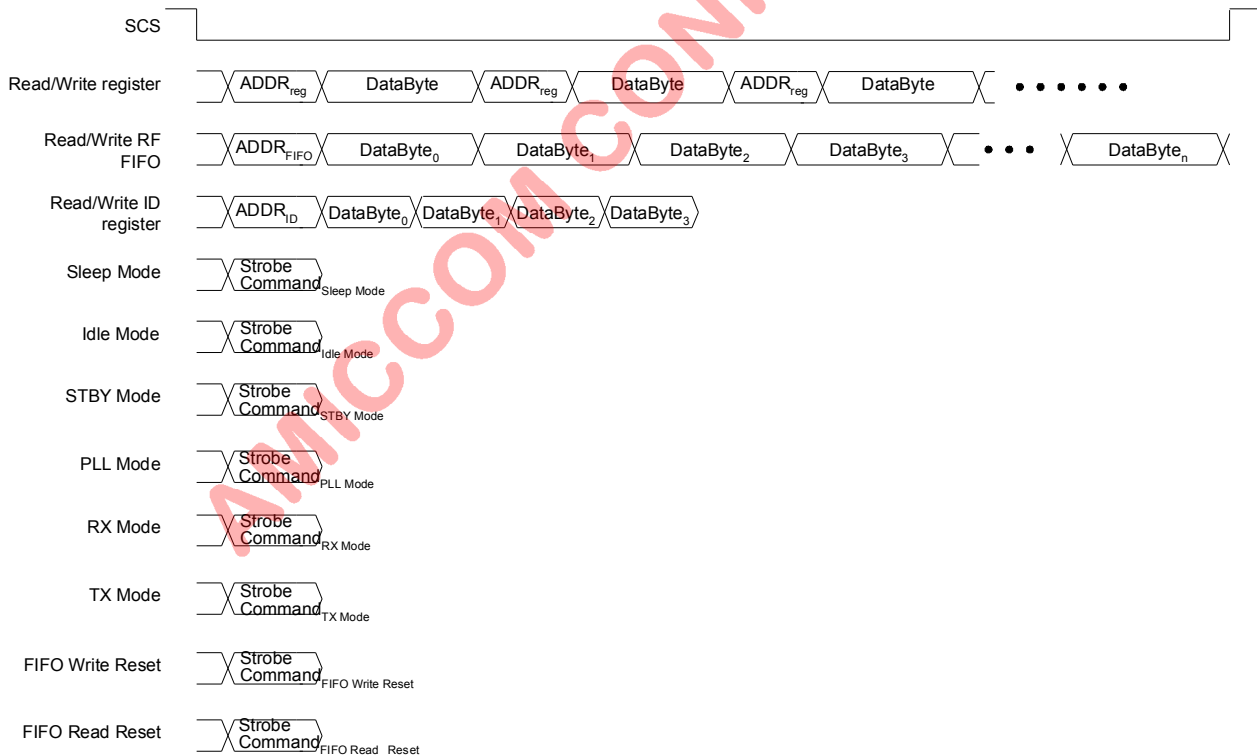 SCS
Read/Write register ADDRreg DataByte ADDRreg DataByte ADDRreg DataByte
Read/Write RF
FIFO ADDRFIFO DataByte0 DataByte1 DataByte2 DataByte3 DataByten
Read/Write ID
register ADDRID DataByte0 DataByte1 DataByte2 DataByte3
Sleep Mode Strobe
CommandSleep Mode
Idle Mode Strobe
CommandIdle Mode
STBY Mode Strobe
CommandSTBY Mode
PLL Mode Strobe
CommandPLL Mode
RX Mode Strobe
CommandRX Mode
TX Mode Strobe
CommandTX Mode
FIFO Write Reset Strobe
CommandFIFO Write Reset
FIFO Read Reset Strobe
CommandFIFO Read Reset
AMICCOM